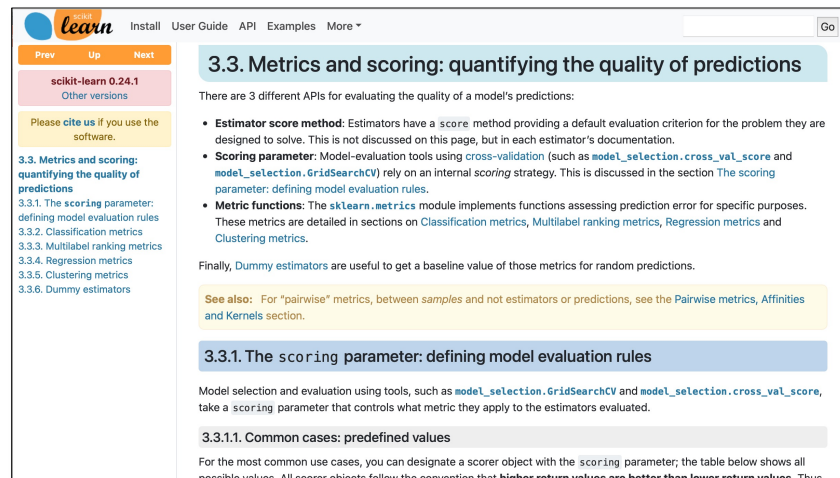 scikit
learn
Install User Guide API Examples More
Go
Prev Up Next
scikit-learn 0.24.1
Other versions
Please cite us if you use the
software.
3.3. Metrics and scoring:
quantifying the quality of
predictions
3.3.1. The scoring parameter:
defining model evaluation rules
3.3.2. Classification metrics
3.3.3. Multilabel ranking metrics
3.3.4. Regression metrics
3.3.5. Clustering metrics
3.3.6. Dummy estimators
3.3. Metrics and scoring: quantifying the quality of predictions
There are 3 different APIs for evaluating the quality of a model's predictions:
• Estimator score method: Estimators have a score method providing a default evaluation criterion for the problem they are
designed to solve. This is not discussed on this page, but in each estimator's documentation.
• Scoring parameter: Model-evaluation tools using cross-validation (such as model_selection.cross_val_score and
model_selection.GridSearchCV) rely on an internal scoring strategy. This is discussed in the section The scoring
parameter: defining model evaluation rules.
• Metric functions: The sklearn.metrics module implements functions assessing prediction error for specific purposes.
These metrics are detailed in sections on Classification metrics, Multilabel ranking metrics, Regression metrics and
Clustering metrics.
Finally, Dummy estimators are useful to get a baseline value of those metrics for random predictions.
See also: For "pairwise" metrics, between samples and not estimators or predictions, see the Pairwise metrics, Affinities
and Kernels section.
3.3.1. The scoring parameter: defining model evaluation rules
Model selection and evaluation using tools, such as model_selection.GridSearchCV and model_selection.cross_val_score,
take a scoring parameter that controls what metric they apply to the estimators evaluated.
3.3.1.1. Common cases: predefined values
For the most common use cases, you can designate a scorer object with the scoring parameter; the table below shows all
possible values. All scorer objects follow the convention that higher return values are better than lower return values. Thus